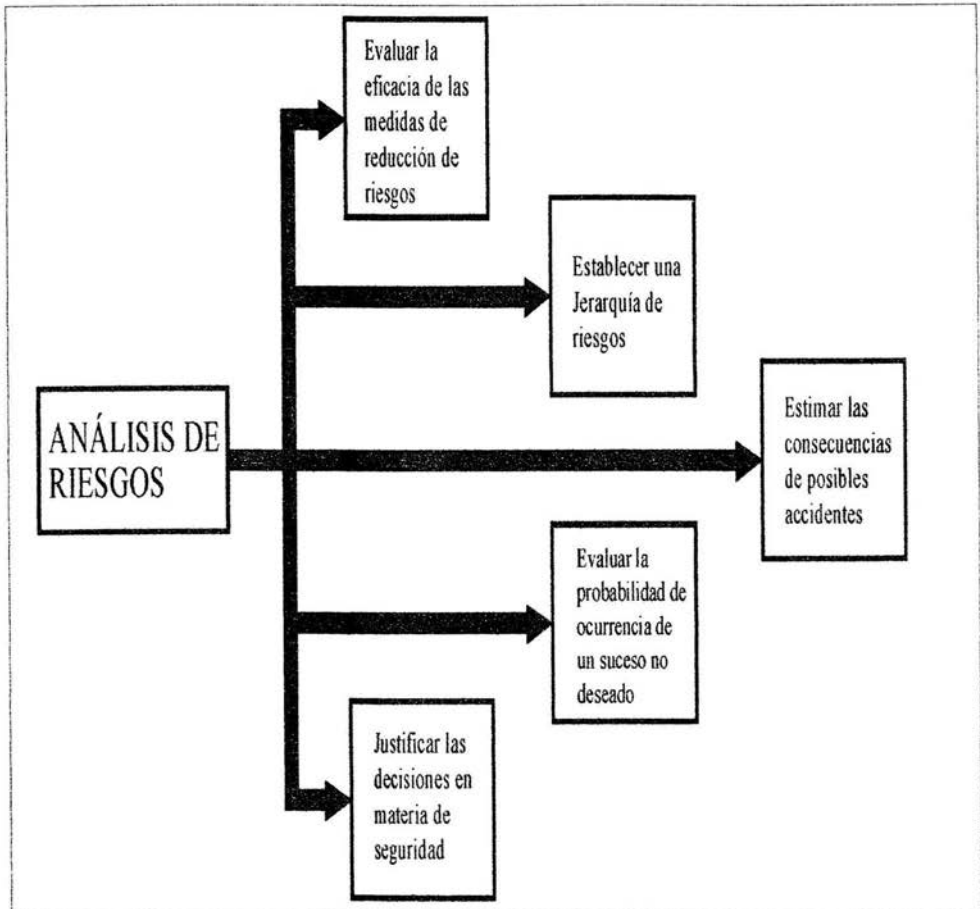 Evaluar la
eficacia de las
medidas de
reducción de
riesgos
Establecer una
Jerarquía de
riesgos
Estimar las
consecuencias
de posibles
accidentes
ANÁLISIS DE
RIESGOS
Evaluar la
probabilidad de
ocurrencia de
un suceso no
deseado
Justificar las
decisiones en
materia de
seguridad